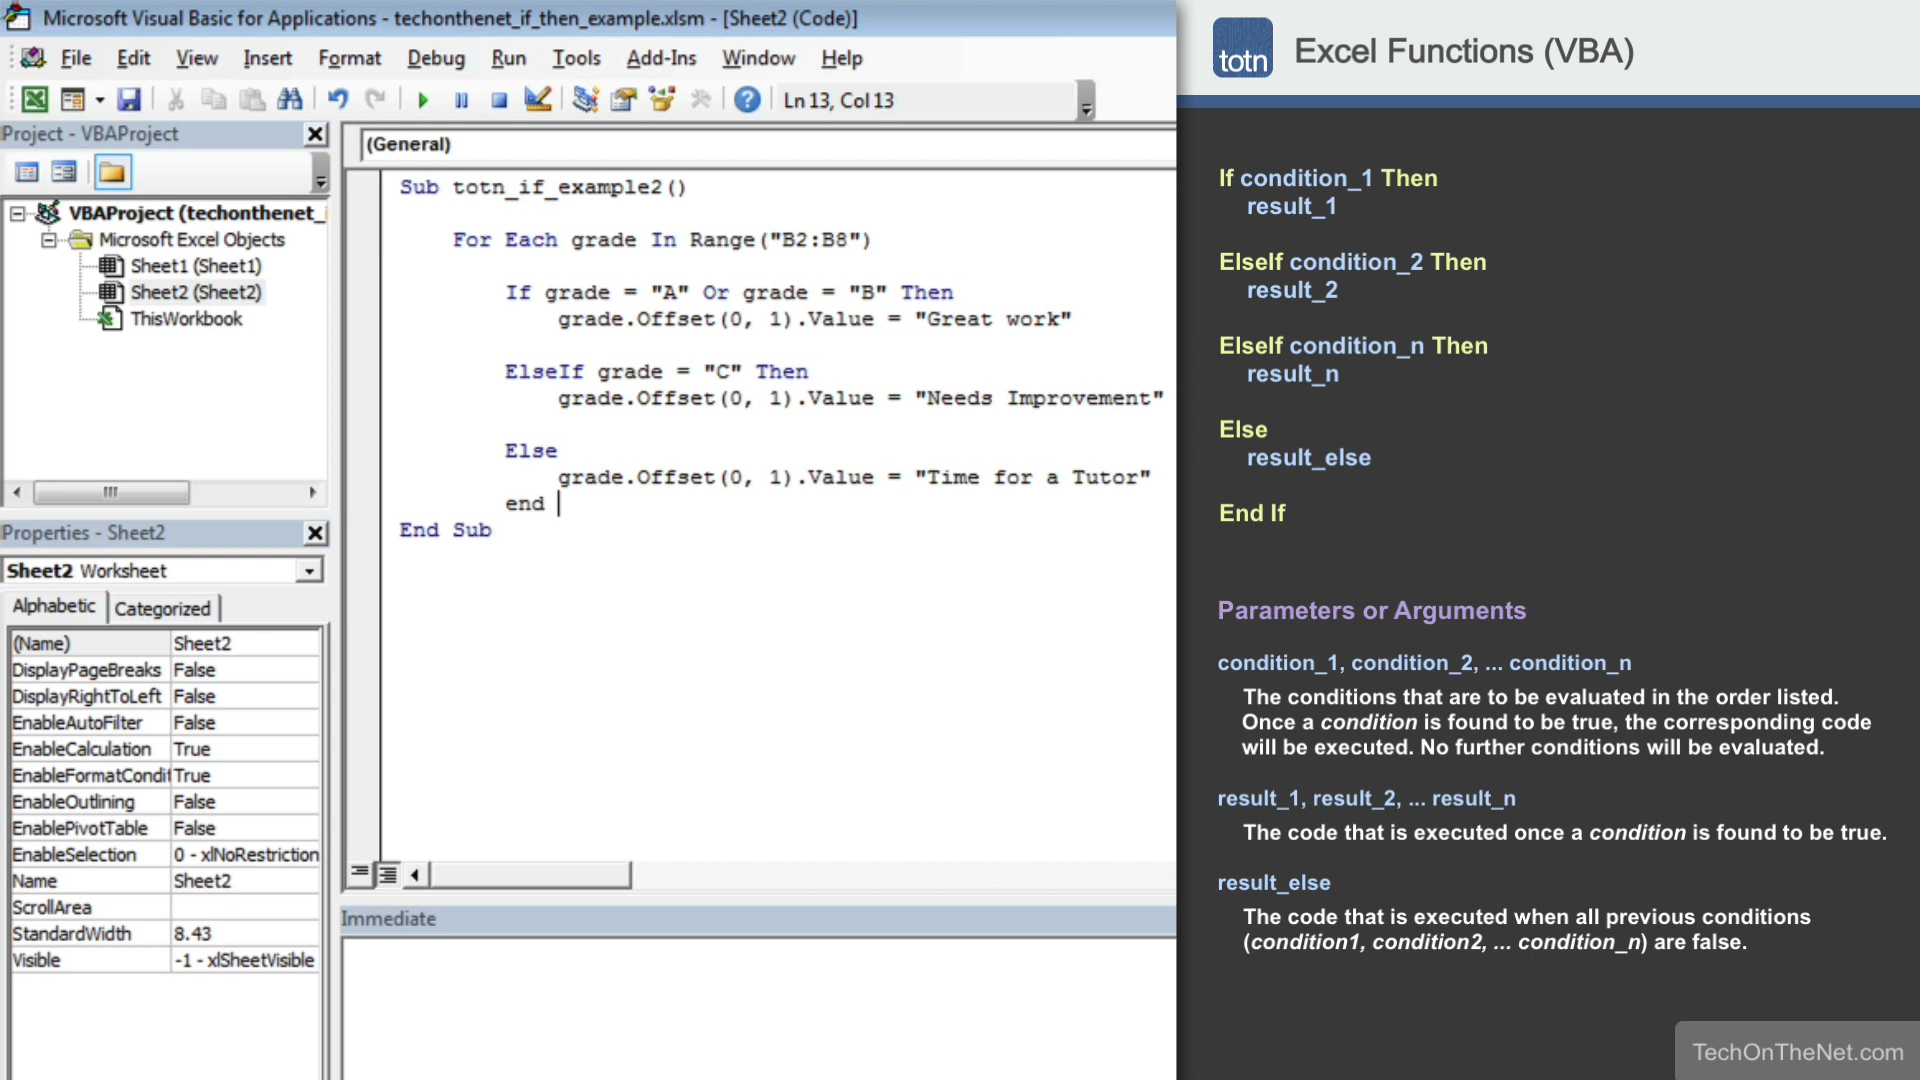 Microsoft Visual Basic for Applications - techonthenet_if_then_example.xlsm - [Sheet2 (Code)]
File Edit View Insert Format Debug Run Tools Add-Ins Window Help
Ln 13, Col 13
Project - VBAProject
VBAProject (techonthenet_i
Microsoft Excel Objects
Sheet1 (Sheet1)
Sheet2 (Sheet2)
ThisWorkbook
Properties - Sheet2
Sheet2 Worksheet
Alphabetic Categorized
(Name) Sheet2
DisplayPageBreaks False
DisplayRightToLeft False
EnableAutoFilter False
EnableCalculation True
EnableFormatCondit True
EnableOutlining False
EnablePivotTable False
EnableSelection 0 - xlNoRestriction
Name Sheet2
ScrollArea
StandardWidth 8.43
Visible -1 - xlSheetVisible
(General)
Sub totn_if_example2()
For Each grade In Range("B2:B8")
If grade = "A" Or grade = "B" Then
grade.Offset(0, 1).Value = "Great work"
ElseIf grade = "C" Then
grade.Offset(0, 1).Value = "Needs Improvement"
Else
grade.Offset(0, 1).Value = "Time for a Tutor"
end
End Sub
Immediate
totn Excel Functions (VBA)
If condition_1 Then
result_1
ElseIf condition_2 Then
result_2
ElseIf condition_n Then
result_n
Else
result_else
End If
Parameters or Arguments
condition_1, condition_2, ... condition_n
The conditions that are to be evaluated in the order listed.
Once a condition is found to be true, the corresponding code
will be executed. No further conditions will be evaluated.
result_1, result_2, ... result_n
The code that is executed once a condition is found to be true.
result_else
The code that is executed when all previous conditions
(condition1, condition2, ... condition_n) are false.
TechOnTheNet.com